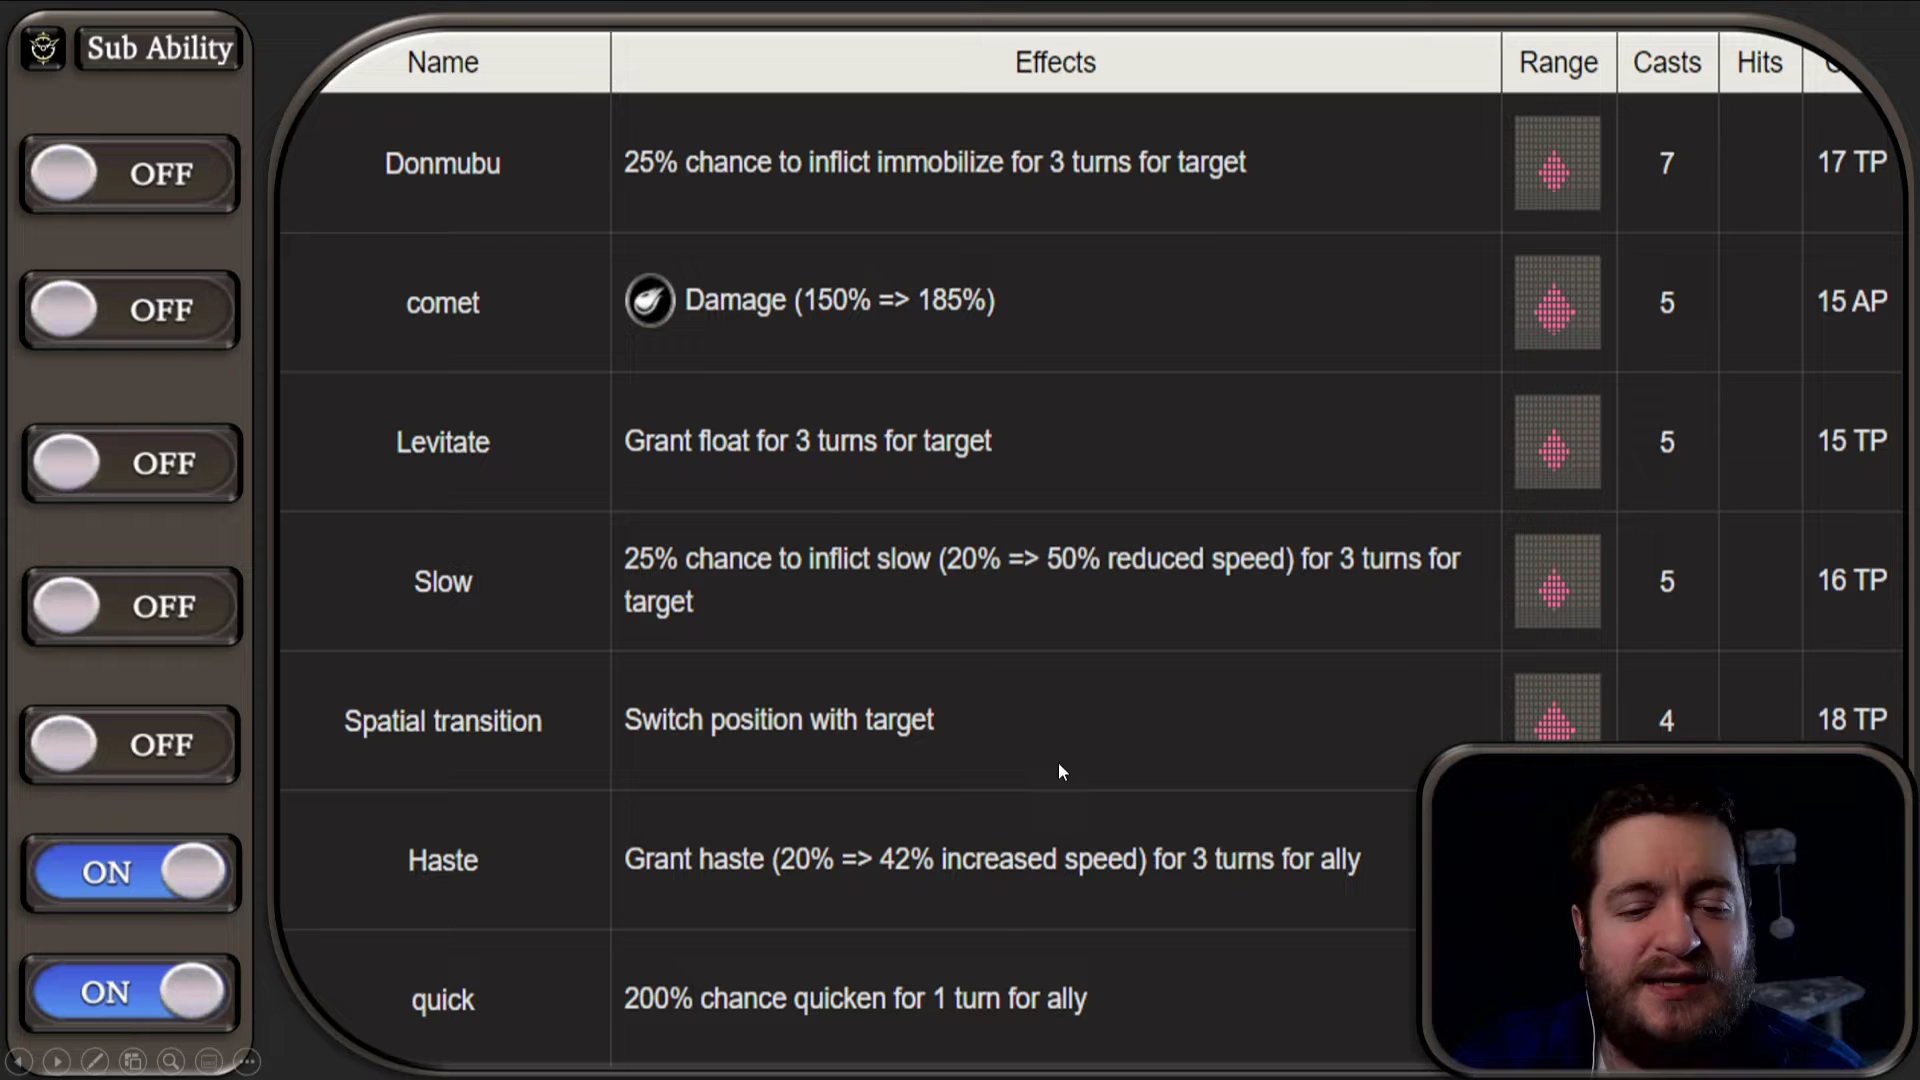 Sub Ability
Name Effects Range Casts Hits
OFF Donmubu 25% chance to inflict immobilize for 3 turns for target 7 17 TP
OFF comet Damage (150% => 185%) 5 15 AP
OFF Levitate Grant float for 3 turns for target 5 15 TP
OFF Slow 25% chance to inflict slow (20% => 50% reduced speed) for 3 turns for
target 5 16 TP
OFF Spatial transition Switch position with target 4 18 TP
ON Haste Grant haste (20% => 42% increased speed) for 3 turns for ally
ON quick 200% chance quicken for 1 turn for ally